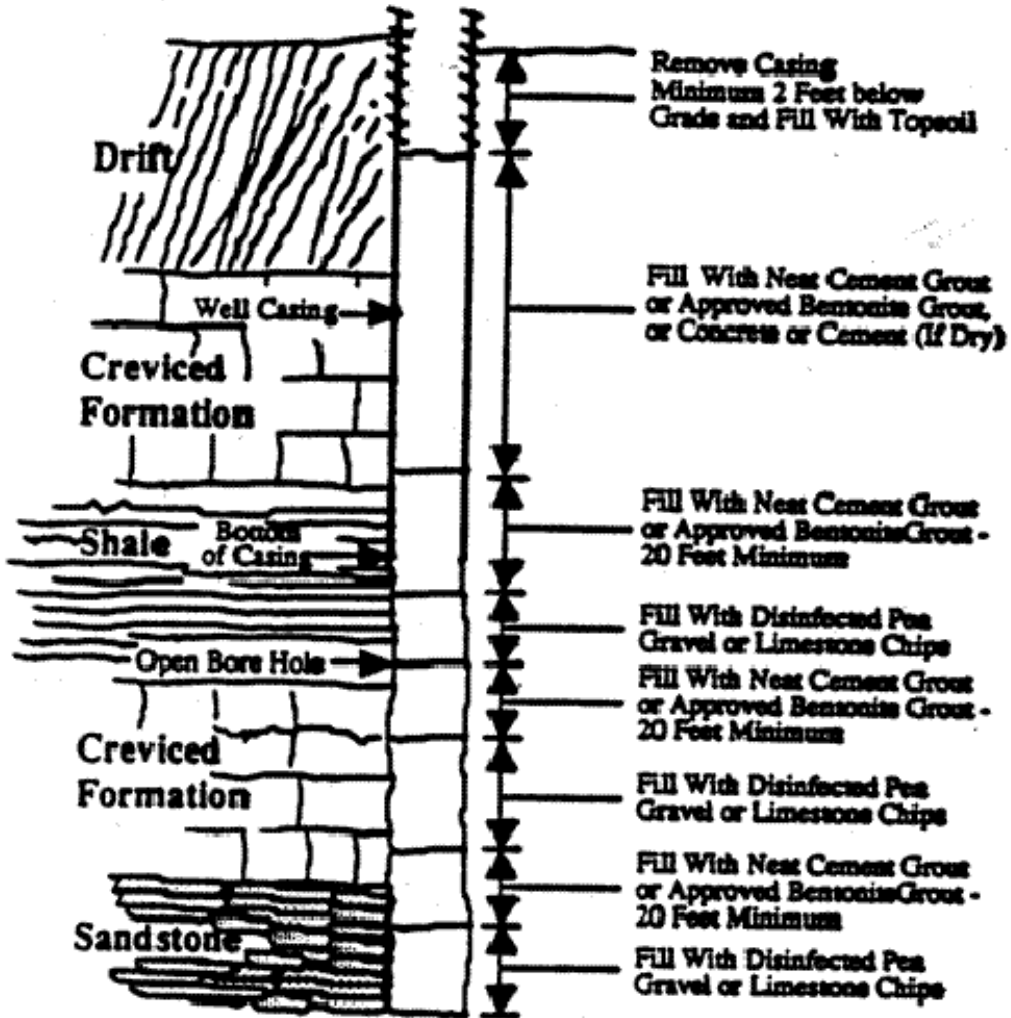 Remove Casing
Minimum 2 Feet below
Grade and Fill With Topsoil
Drift
Fill With Neat Cement Grout
or Approved Bentonite Grout,
or Concrete or Cement (If Dry)
Well Casing
Creviced
Formation
Fill With Neat Cement Grout
or Approved Bentonite Grout -
20 Feet Minimum
Shale
Bottom
of Casing
Fill With Disinfected Pea
Gravel or Limestone Chips
Open Bore Hole
Fill With Neat Cement Grout
or Approved Bentonite Grout -
20 Feet Minimum
Creviced
Formation
Fill With Disinfected Pea
Gravel or Limestone Chips
Fill With Neat Cement Grout
or Approved Bentonite Grout -
20 Feet Minimum
Sandstone
Fill With Disinfected Pea
Gravel or Limestone Chips